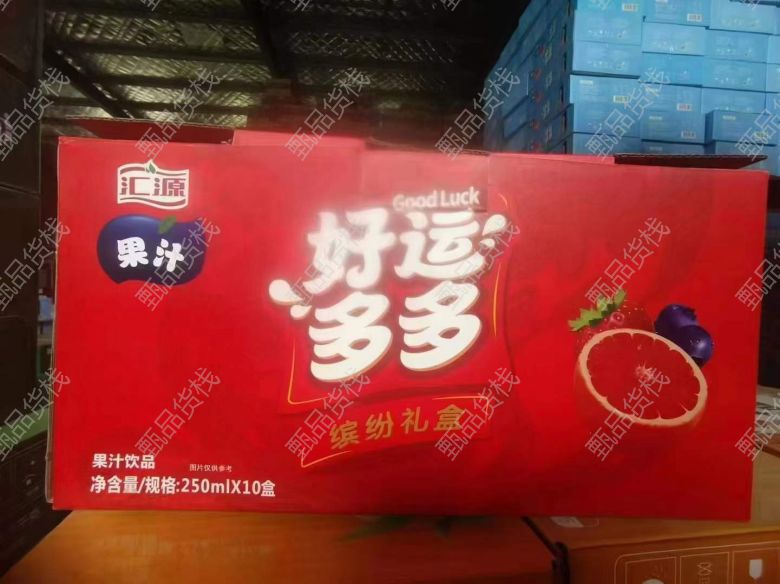 汇源
果汁
Good Luck
好运
多多
缤纷礼盒
果汁饮品
图片仅供参考
净含量/规格:250mlX10盒
甄品货栈